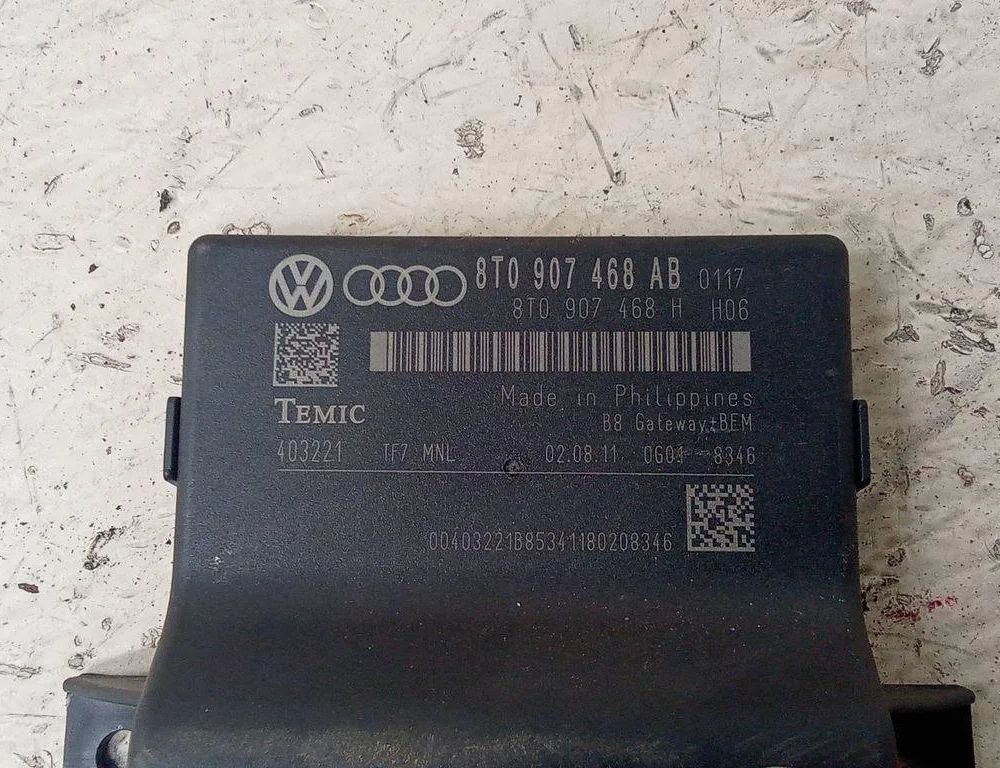 8T0 907 468 AB 0117
8T0 907 468 H H06
Made in Philippines
TEMIC
B8 Gateway+BEM
403221 TF7 MNL 02.08.11 0G01 8346
00403221B85341180208346